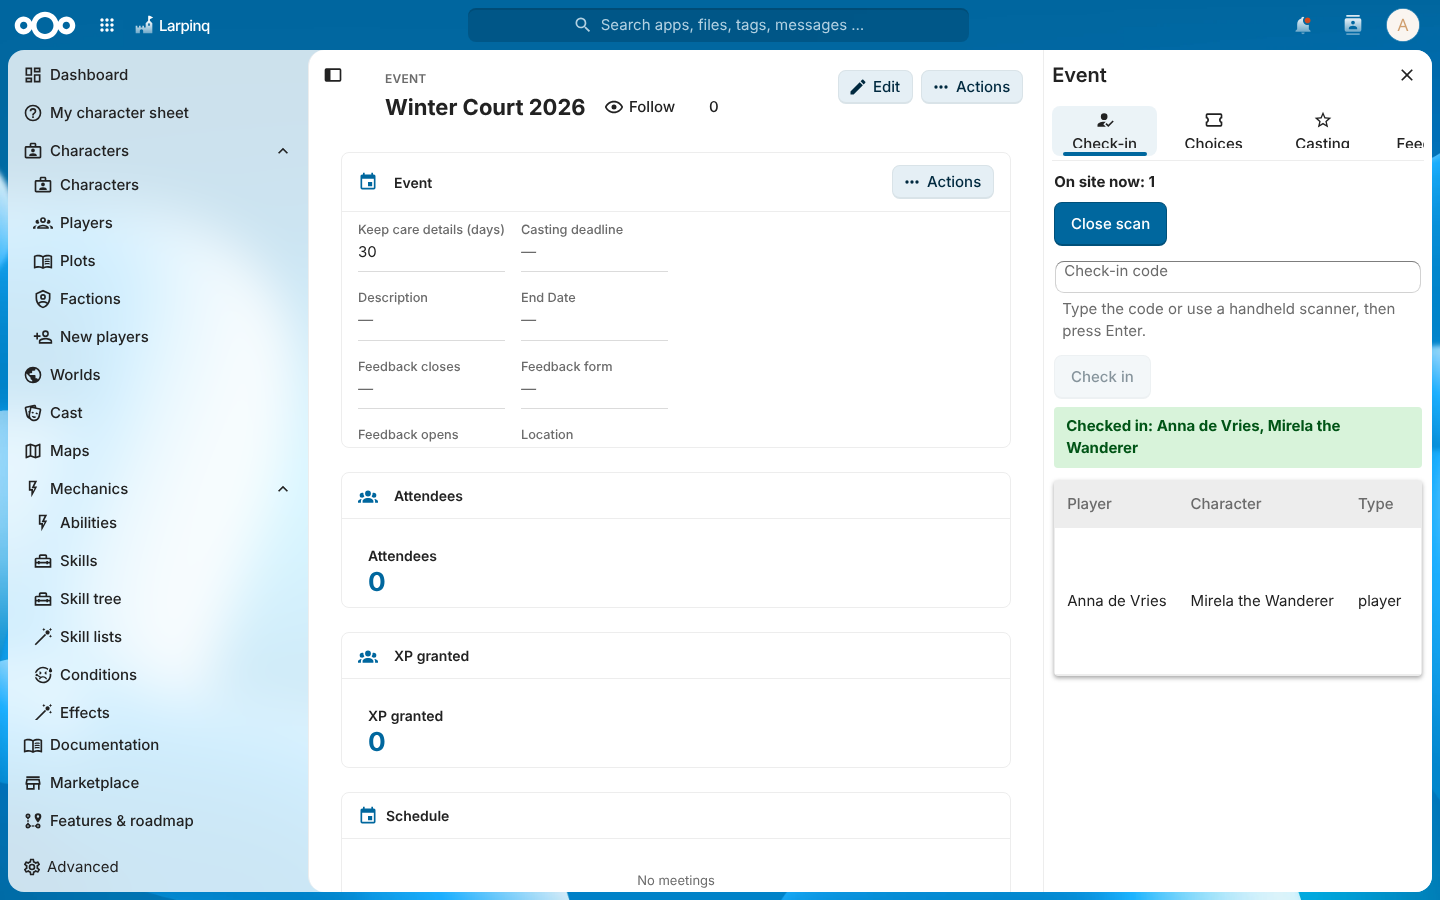 Larpinq
Search apps, files, tags, messages ...
A
Dashboard
My character sheet
Characters
Characters
Players
Plots
Factions
New players
Worlds
Cast
Maps
Mechanics
Abilities
Skills
Skill tree
Skill lists
Conditions
Effects
Documentation
Marketplace
Features & roadmap
Advanced
EVENT
Winter Court 2026
Follow
0
Edit
Actions
Event
Actions
Keep care details (days)
Casting deadline
30
—
Description
End Date
—
—
Feedback closes
Feedback form
—
—
Feedback opens
Location
Attendees
Attendees
0
XP granted
XP granted
0
Schedule
No meetings
Event
Check-in
Choices
Casting
Fee
On site now: 1
Close scan
Check-in code
Type the code or use a handheld scanner, then
press Enter.
Check in
Checked in: Anna de Vries, Mirela the
Wanderer
Player
Character
Type
Anna de Vries
Mirela the Wanderer
player